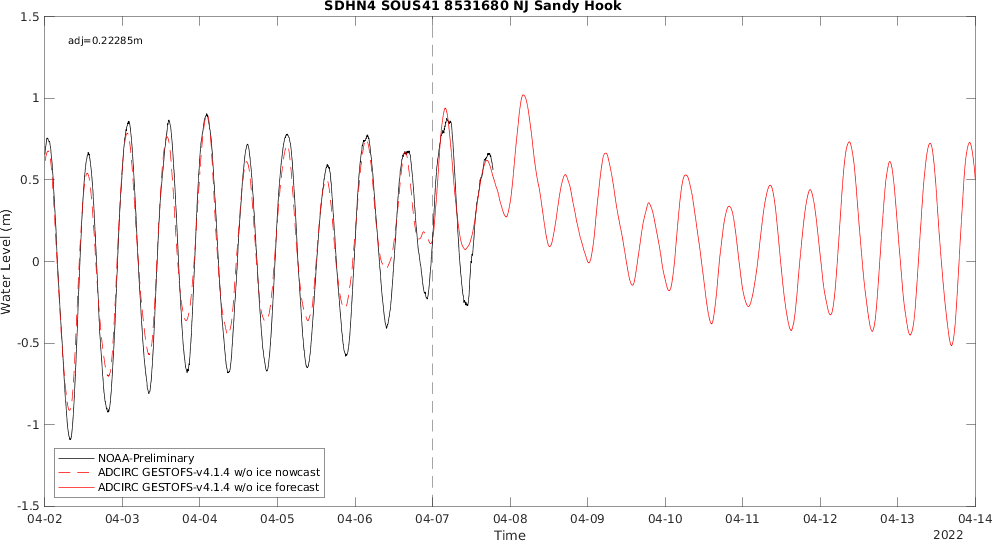 SDHN4 SOUS41 8531680 NJ Sandy Hook
adj=0.22285m
Water Level (m)
1.5
1
0.5
0
-0.5
-1
-1.5
NOAA-Preliminary
ADCIRC GESTOFS-v4.1.4 w/o ice nowcast
ADCIRC GESTOFS-v4.1.4 w/o ice forecast
04-02 04-03 04-04 04-05 04-06 04-07 04-08 04-09 04-10 04-11 04-12 04-13 04-14
Time
2022